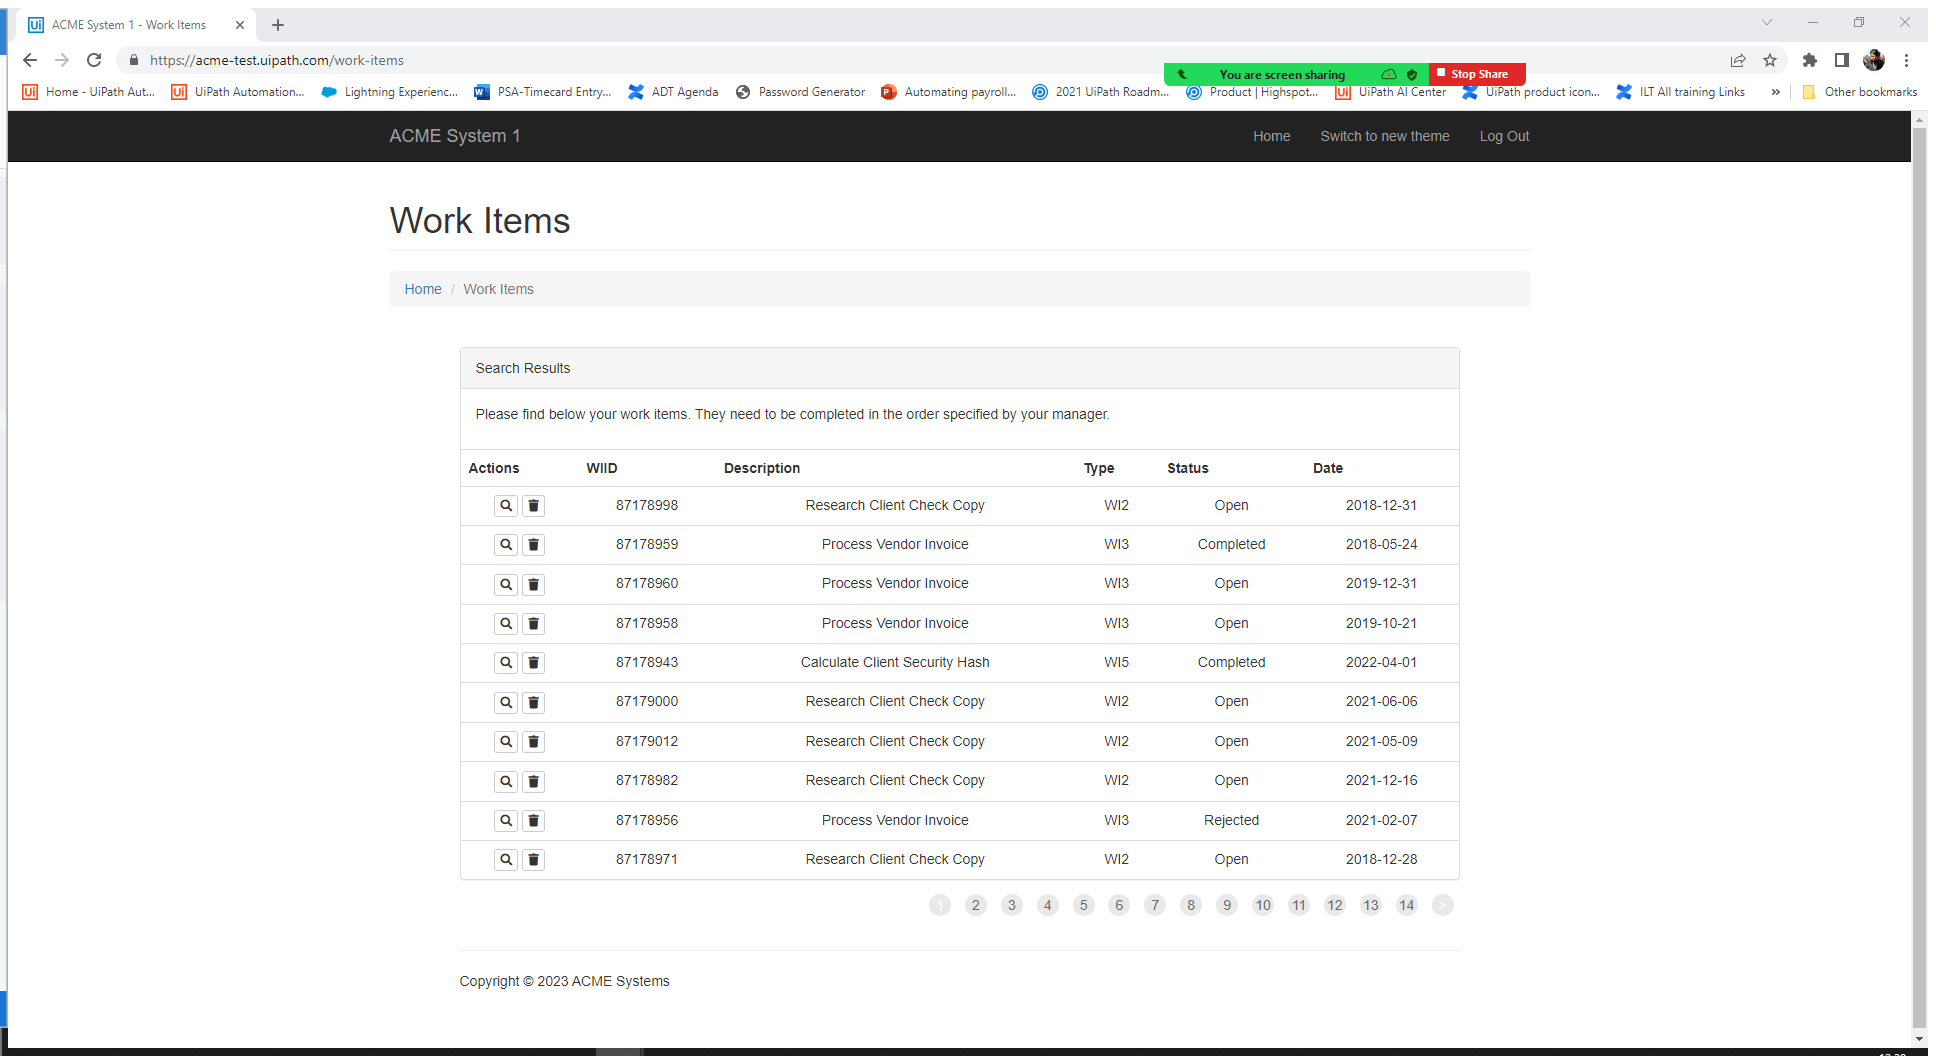 ACME System 1 - Work Items
https://acme-test.uipath.com/work-items
You are screen sharing Stop Share
Home - UiPath Aut... UiPath Automation... Lightning Experienc... PSA-Timecard Entry... ADT Agenda Password Generator Automating payroll... 2021 UiPath Roadm... Product | Highspot... UiPath AI Center UiPath product icon... ILT All training Links » Other bookmarks
ACME System 1 Home Switch to new theme Log Out
Work Items
Home / Work Items
Search Results
Please find below your work items. They need to be completed in the order specified by your manager.
Actions WIID Description Type Status Date
87178998 Research Client Check Copy WI2 Open 2018-12-31
87178959 Process Vendor Invoice WI3 Completed 2018-05-24
87178960 Process Vendor Invoice WI3 Open 2019-12-31
87178958 Process Vendor Invoice WI3 Open 2019-10-21
87178943 Calculate Client Security Hash WI5 Completed 2022-04-01
87179000 Research Client Check Copy WI2 Open 2021-06-06
87179012 Research Client Check Copy WI2 Open 2021-05-09
87178982 Research Client Check Copy WI2 Open 2021-12-16
87178956 Process Vendor Invoice WI3 Rejected 2021-02-07
87178971 Research Client Check Copy WI2 Open 2018-12-28
1 2 3 4 5 6 7 8 9 10 11 12 13 14 >
Copyright © 2023 ACME Systems